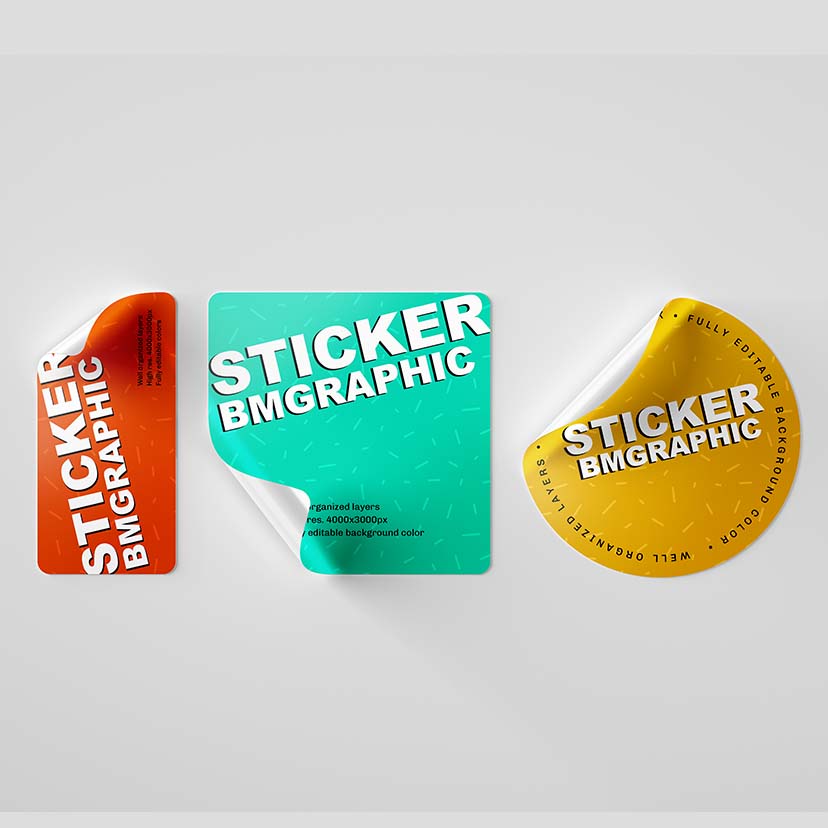 STICKER
BMGRAPHIC
Well organized layers
High res. 4000x3000px
Fully editable colors
STICKER
BMGRAPHIC
organized layers
res. 4000x3000px
editable background color
• FULLY EDITABLE BACKGROUND COLOR • WELL ORGANIZED LAYERS •
STICKER
BMGRAPHIC